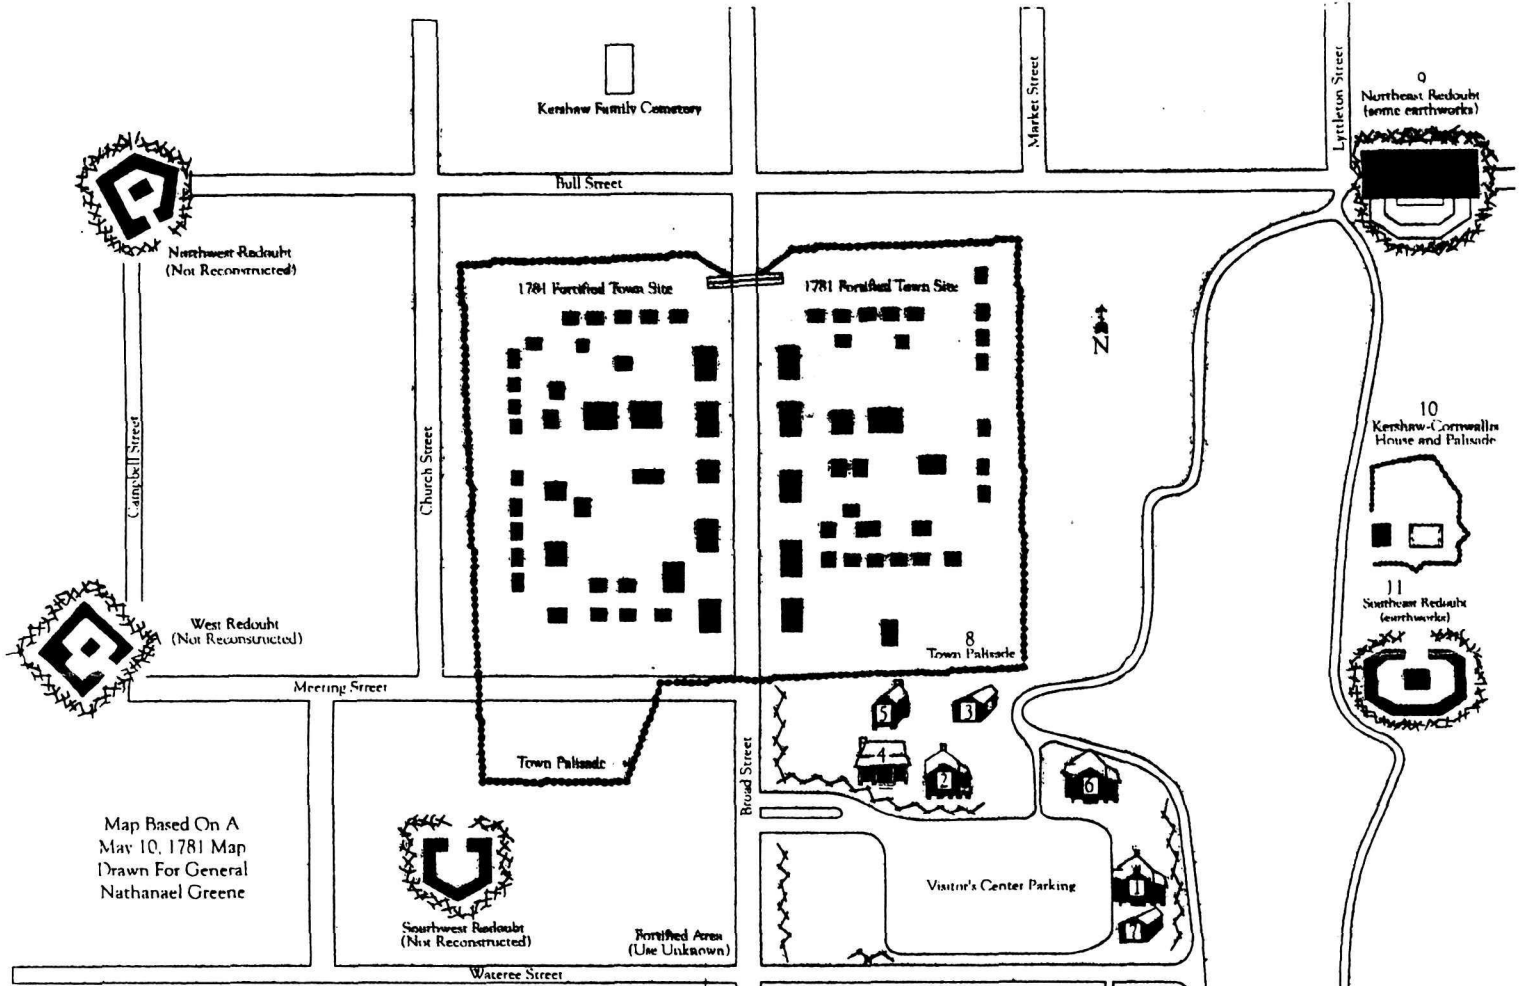 Kershaw Family Cemetery
Market Street
Lyttleton Street
9
Northeast Redoubt
(some earthworks)
Bull Street
Northwest Redoubt
(Not Reconstructed)
1781 Fortified Town Site
1781 Fortified Town Site
N
Campbell Street
Church Street
10
Kershaw-Cornwallis
House and Palisade
11
Southeast Redoubt
(earthworks)
West Redoubt
(Not Reconstructed)
8
Town Palisade
Meeting Street
5
3
4
2
6
Town Palisade
Broad Street
Map Based On A
May 10, 1781 Map
Drawn For General
Nathanael Greene
Visitor's Center Parking
1
7
Southwest Redoubt
(Not Reconstructed)
Fortified Area
(Use Unknown)
Wateree Street